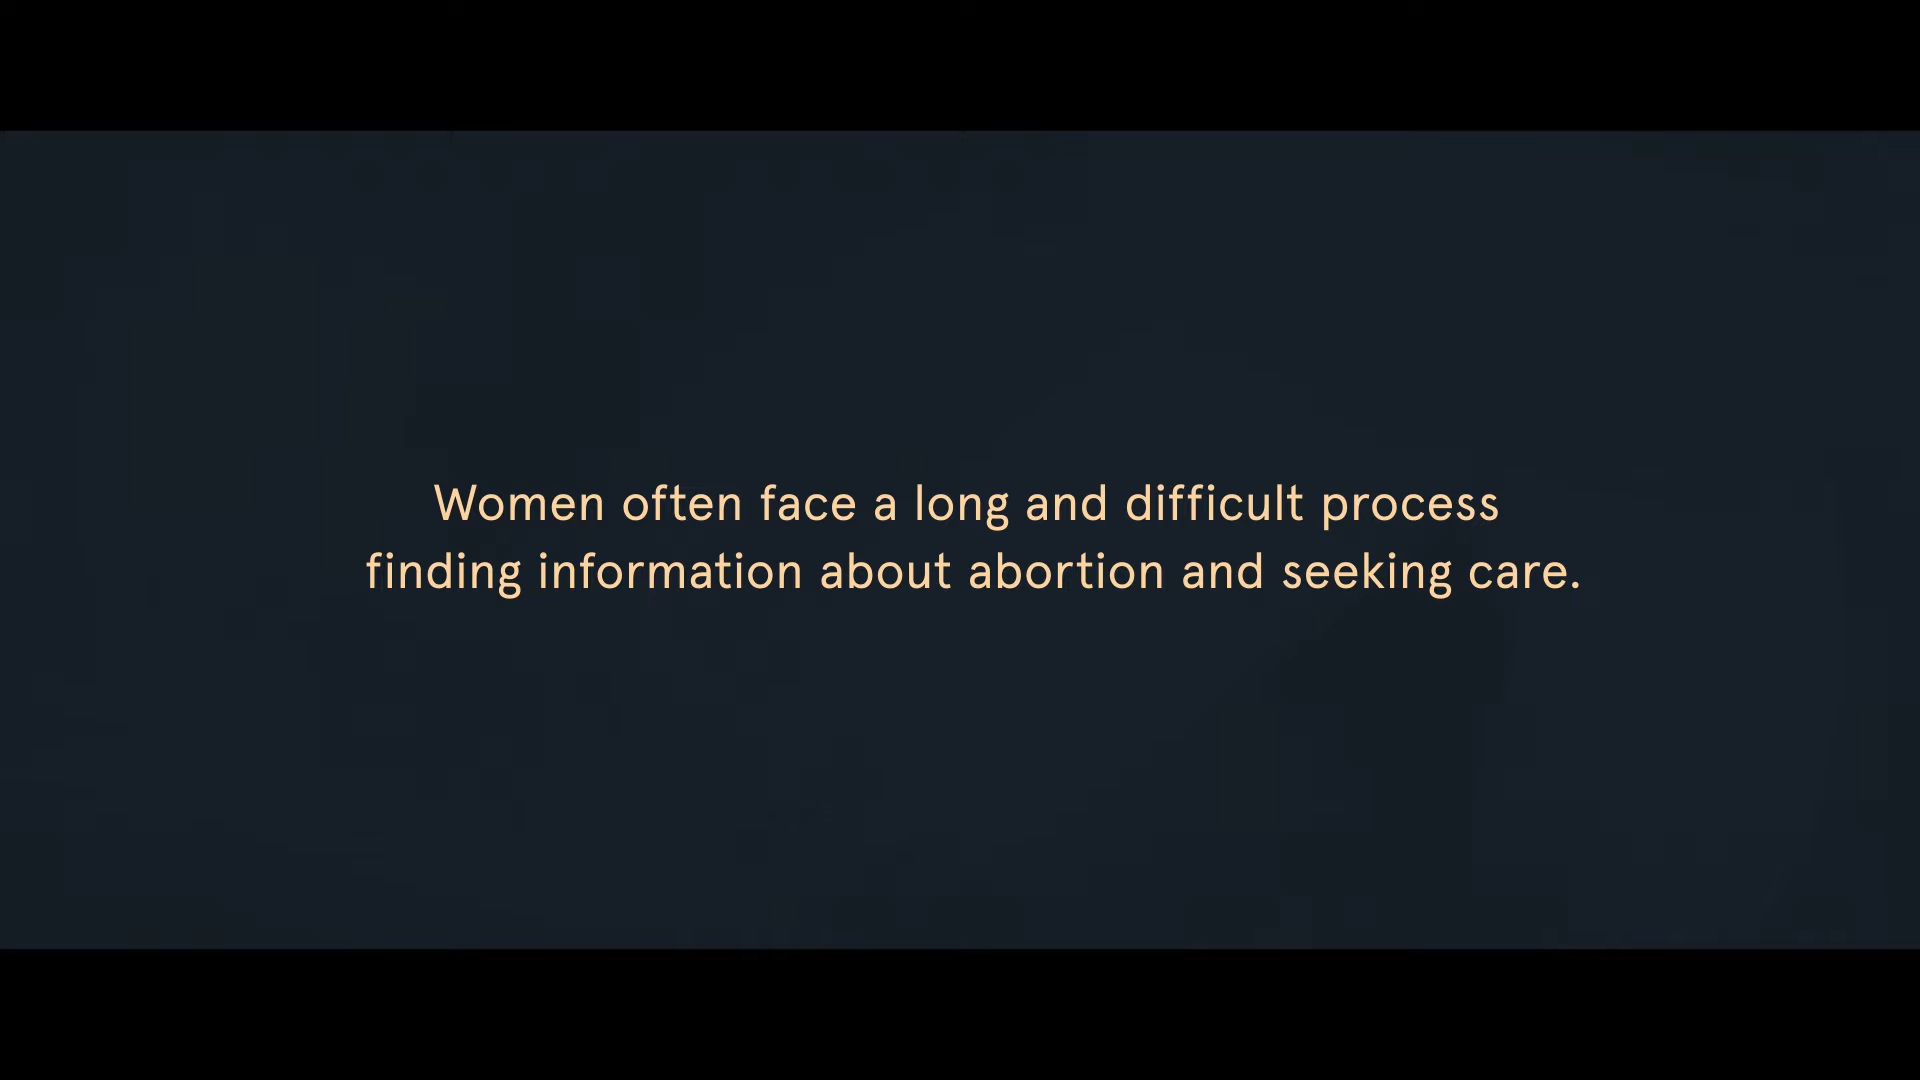 Women often face a long and difficult process
finding information about abortion and seeking care.